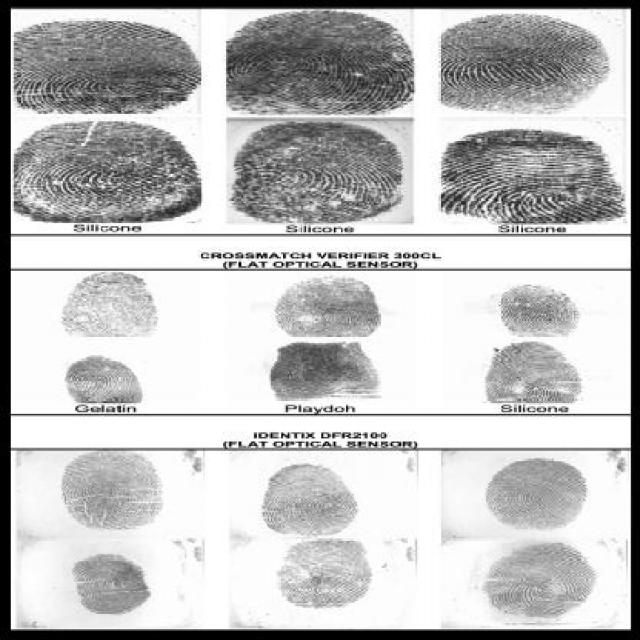 Silicone Silicone Silicone
CROSSMATCH VERIFIER 300CL
(FLAT OPTICAL SENSOR)
Gelatin Playdoh Silicone
IDENTIX DFR2100
(FLAT OPTICAL SENSOR)